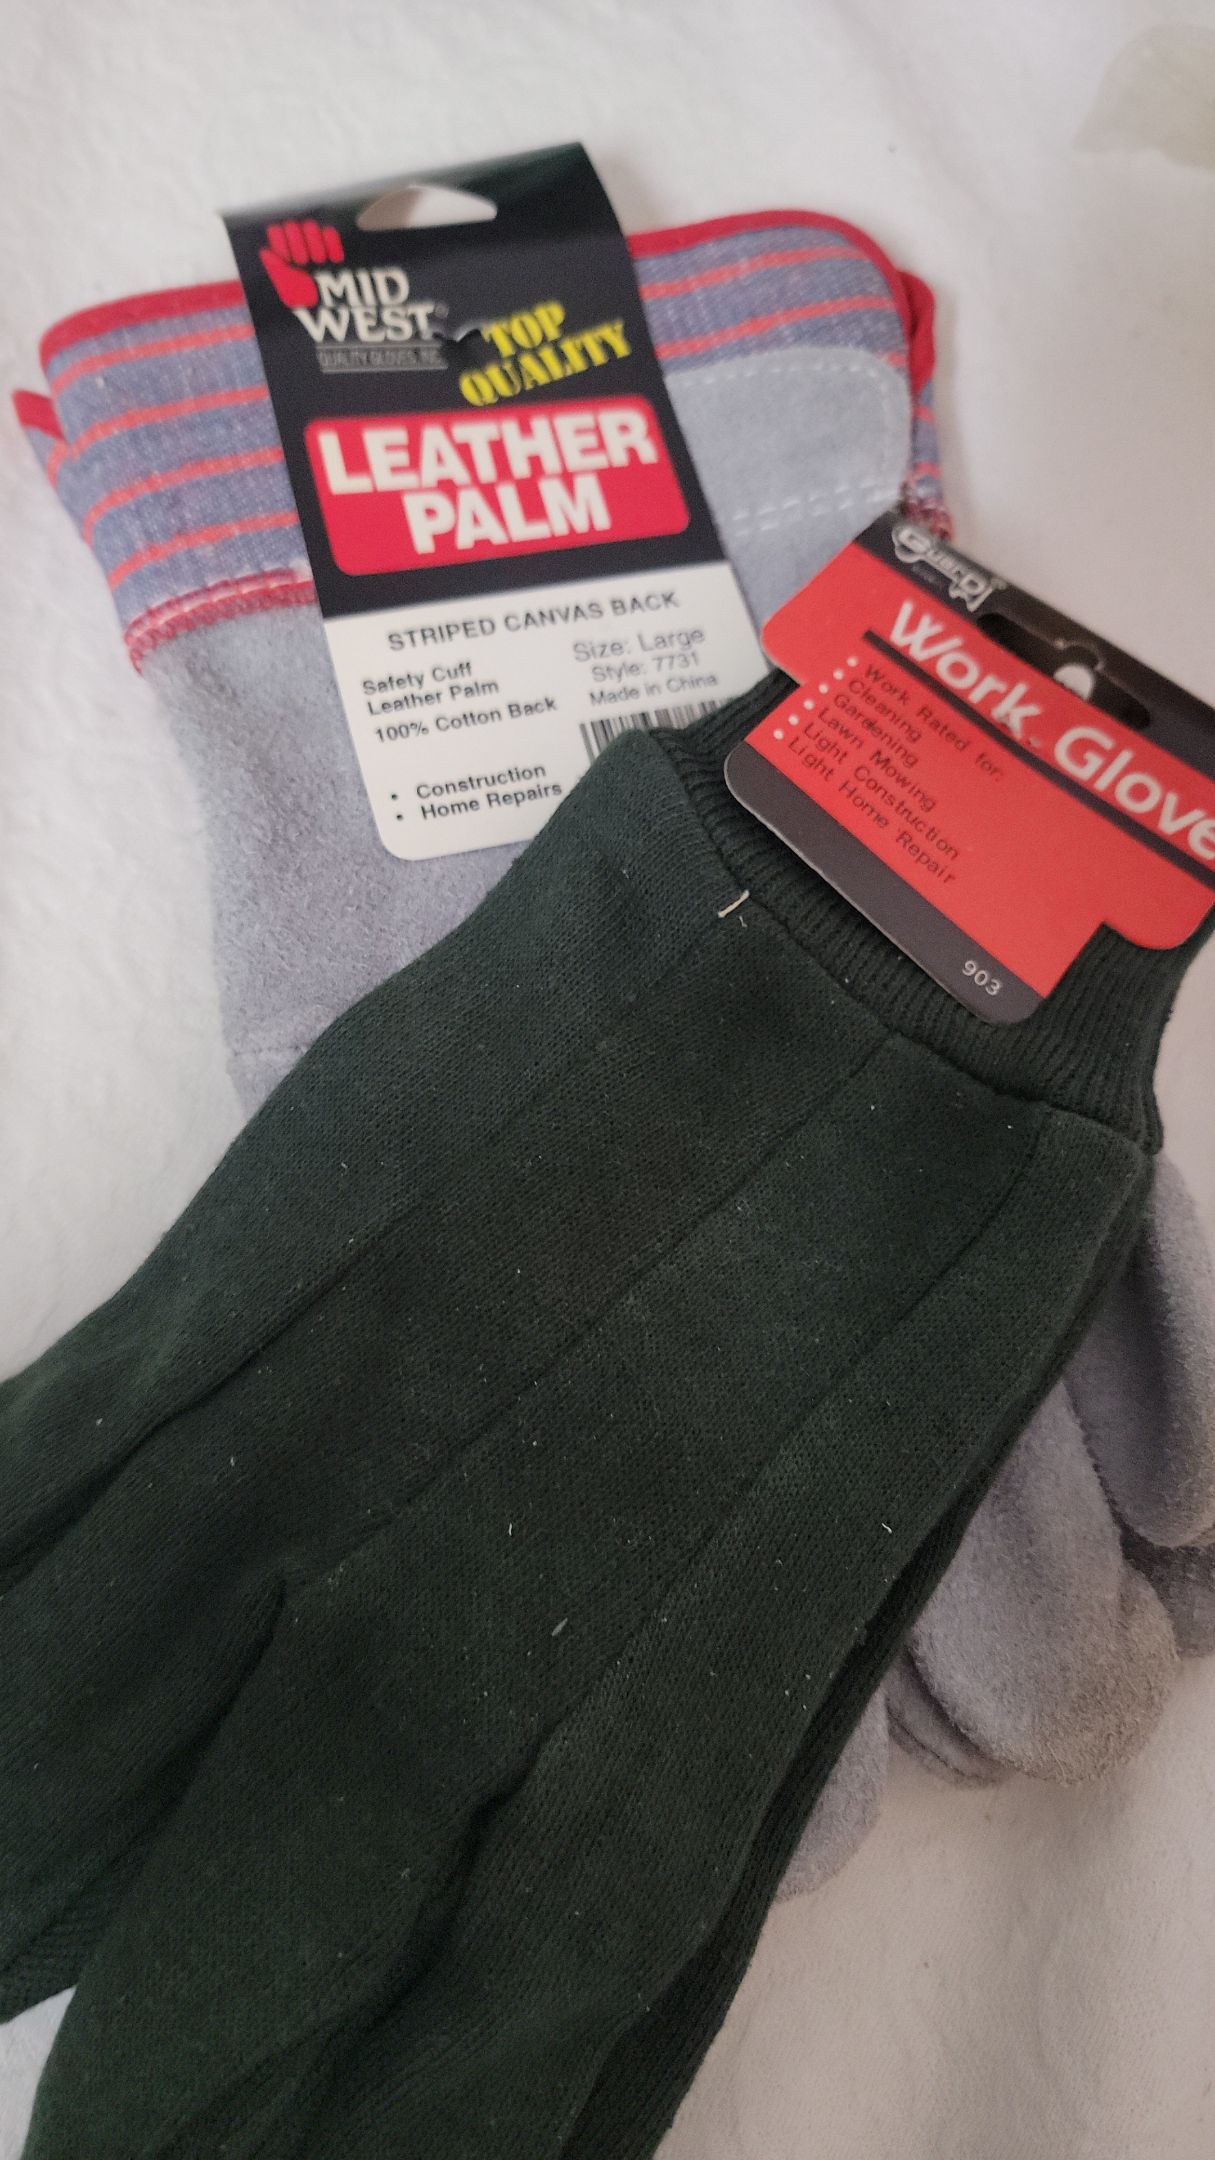 MID
WEST
QUALITY GLOVES, INC.
TOP
QUALITY
LEATHER
PALM
STRIPED CANVAS BACK
Safety Cuff
Leather Palm
100% Cotton Back
Size: Large
Style: 7731
Made in China
• Construction
• Home Repairs
GUARD
Work Glove
• Work Rated for:
• Cleaning
• Gardening
• Lawn Mowing
• Light Construction
• Light Home Repair
903